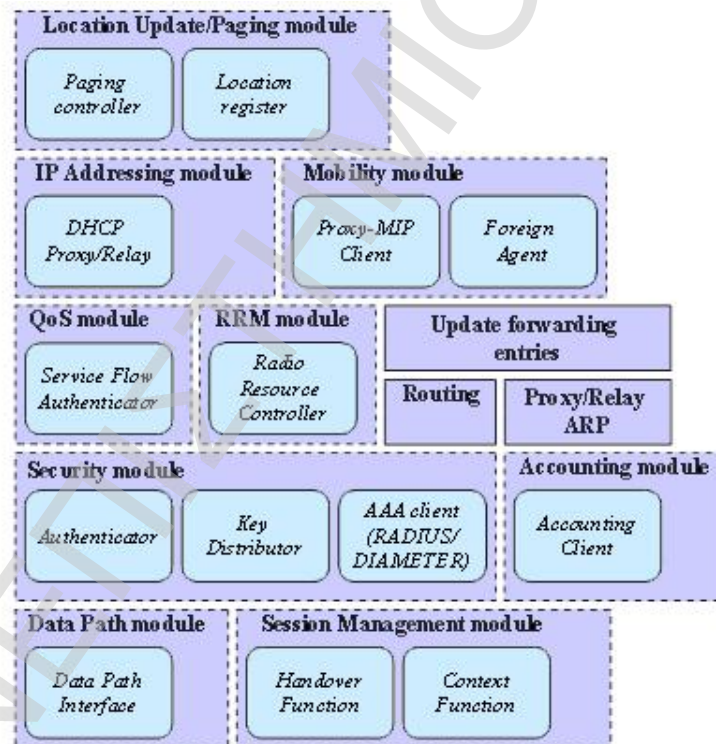 Location Update/Paging module
Paging
controller
Location
register
IP Addressing module
DHCP
Proxy/Relay
Mobility module
Proxy-MIP
Client
Foreign
Agent
QoS module
Service Flow
Authenticator
RRM module
Radio
Resource
Controller
Update forwarding
entries
Routing
Proxy/Relay
ARP
Security module
Authenticator
Key
Distributor
AAA client
(RADIUS/
DIAMETER)
Accounting module
Accounting
Client
Data Path module
Data Path
Interface
Session Management module
Handover
Function
Context
Function